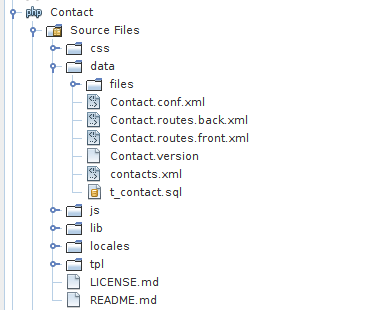 php Contact
Source Files
css
data
files
Contact.conf.xml
Contact.routes.back.xml
Contact.routes.front.xml
Contact.version
contacts.xml
t_contact.sql
js
lib
locales
tpl
LICENSE.md
README.md